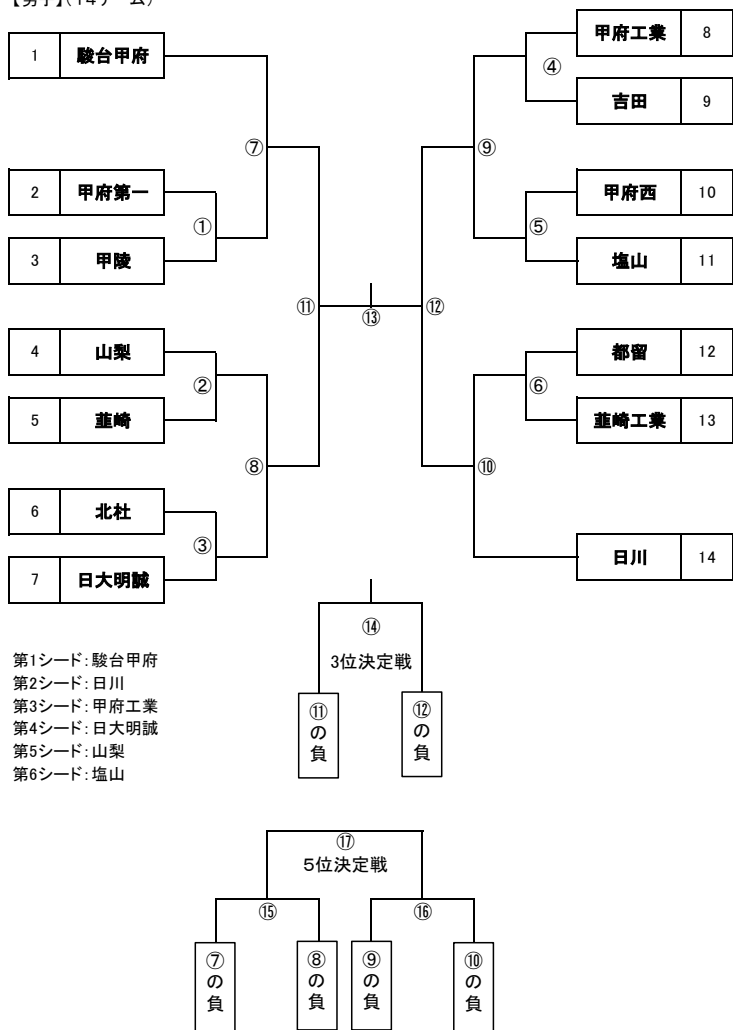 【男子】(14チーム)
1 駿台甲府
2 甲府第一
3 甲陵
4 山梨
5 韮崎
6 北杜
7 日大明誠
甲府工業 8
吉田 9
甲府西 10
塩山 11
都留 12
韮崎工業 13
日川 14
①
②
③
④
⑤
⑥
⑦
⑧
⑨
⑩
⑪
⑬
⑫
⑭
3位決定戦
⑪の負
⑫の負
第1シード:駿台甲府
第2シード:日川
第3シード:甲府工業
第4シード:日大明誠
第5シード:山梨
第6シード:塩山
⑰
5位決定戦
⑮
⑯
⑦の負
⑧の負
⑨の負
⑩の負